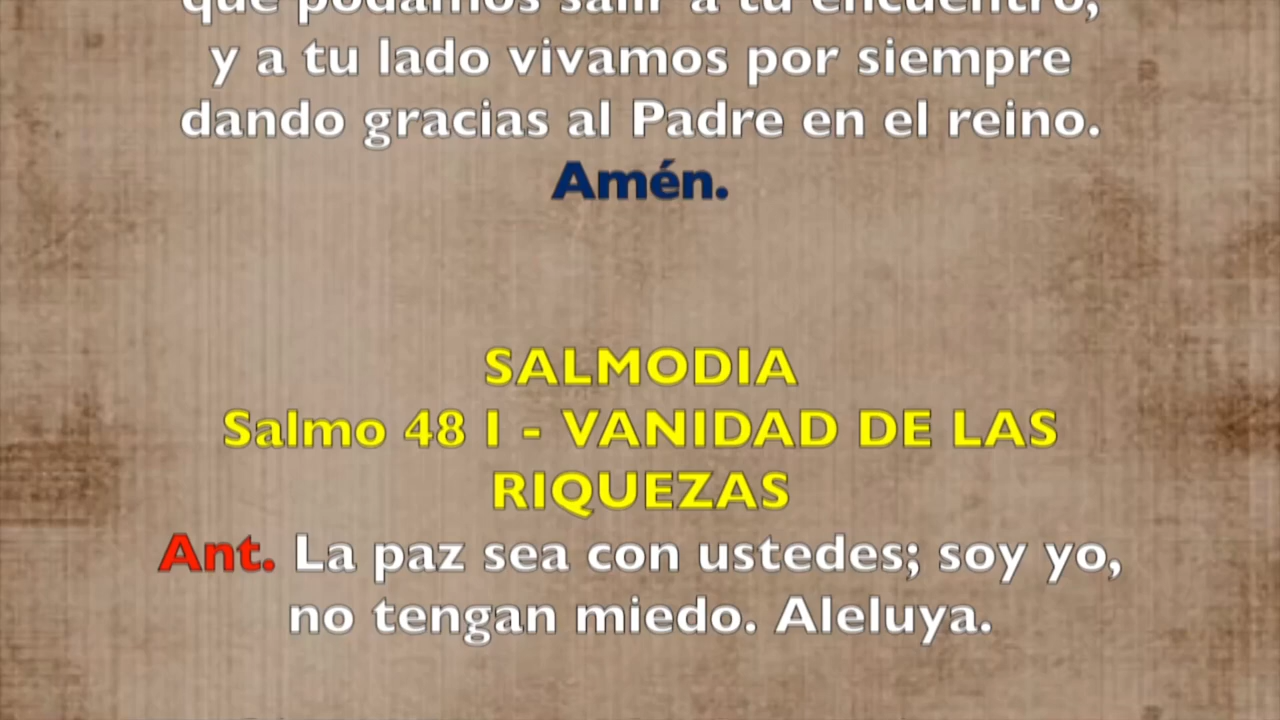 que podamos salir a tu encuentro,
y a tu lado vivamos por siempre
dando gracias al Padre en el reino.
Amén.
SALMODIA
Salmo 48 I - VANIDAD DE LAS
RIQUEZAS
Ant. La paz sea con ustedes; soy yo,
no tengan miedo. Aleluya.